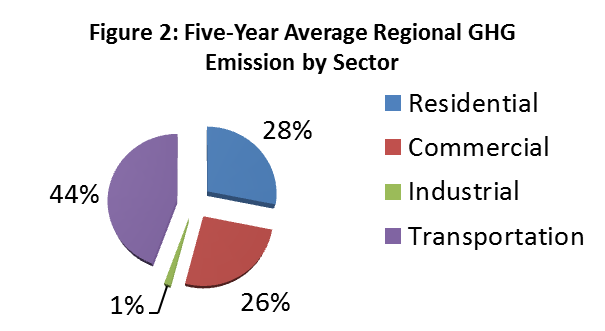 Figure 2: Five-Year Average Regional GHG
Emission by Sector
28%
26%
1%
44%
Residential
Commercial
Industrial
Transportation